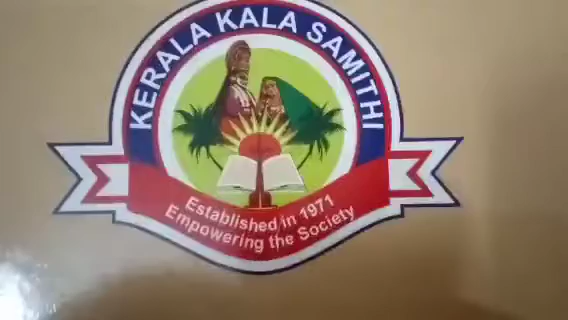 KERALA KALA SAMITHI
Established in 1971
Empowering the Society